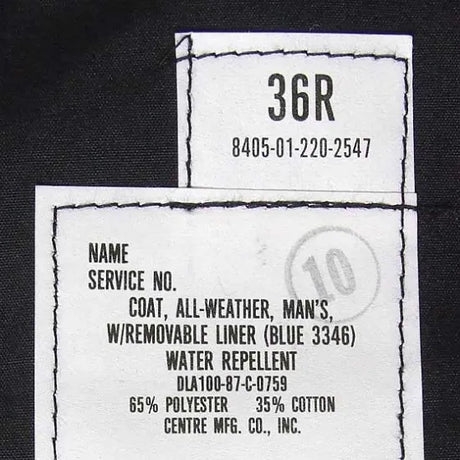 36R
8405-01-220-2547
10
NAME
SERVICE NO.
COAT, ALL-WEATHER, MAN'S,
W/REMOVABLE LINER (BLUE 3346)
WATER REPELLENT
DLA100-87-C-0759
65% POLYESTER 35% COTTON
CENTRE MFG. CO., INC.